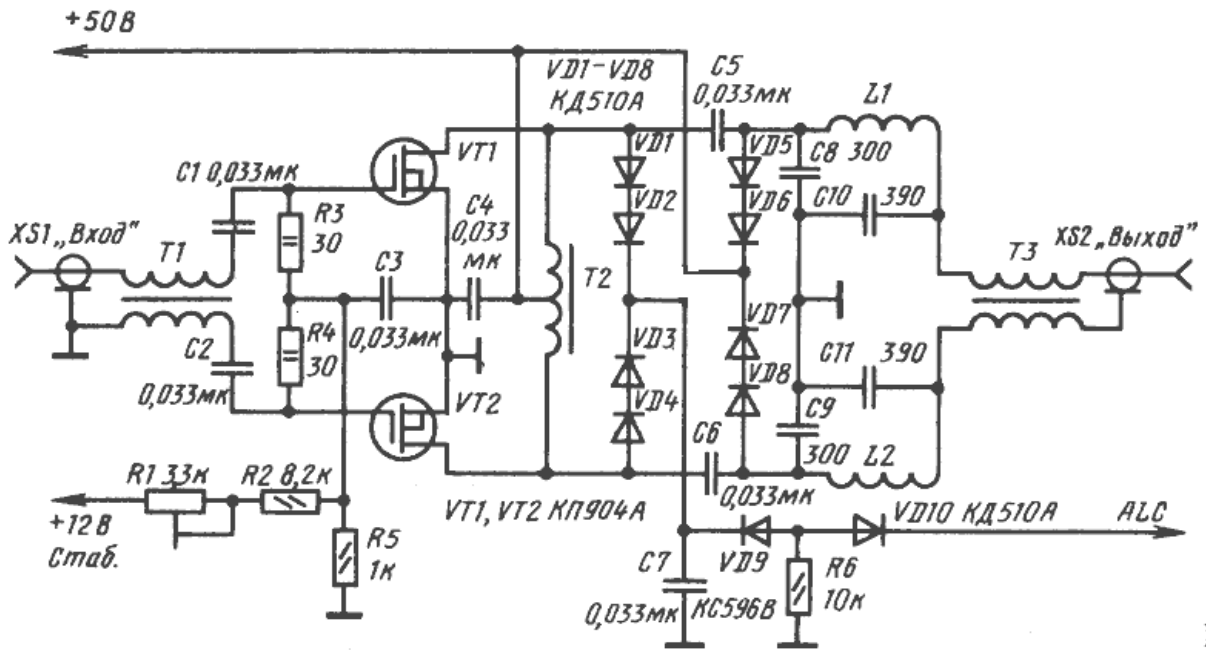 +50В
VD1-VD8
КД510А
C5
0,033мк
L1
VT1
C1 0,033мк
VD1
VD5
C8 300
C10
390
R3
30
C4
0,033
мк
VD2
VD6
XS1 „Вход"
T1
C3
0,033мк
T2
T3
XS2 „Выход"
C2
0,033мк
R4
30
VD3
VD7
C11
390
VT2
VD4
VD8
C6
0,033мк
C9
300
L2
R1 33к
R2 8,2к
+12В
Стаб.
VT1, VT2 КП904А
R5
1к
VD10 КД510А
ALC
C7
0,033мк
VD9
КС596В
R6
10к